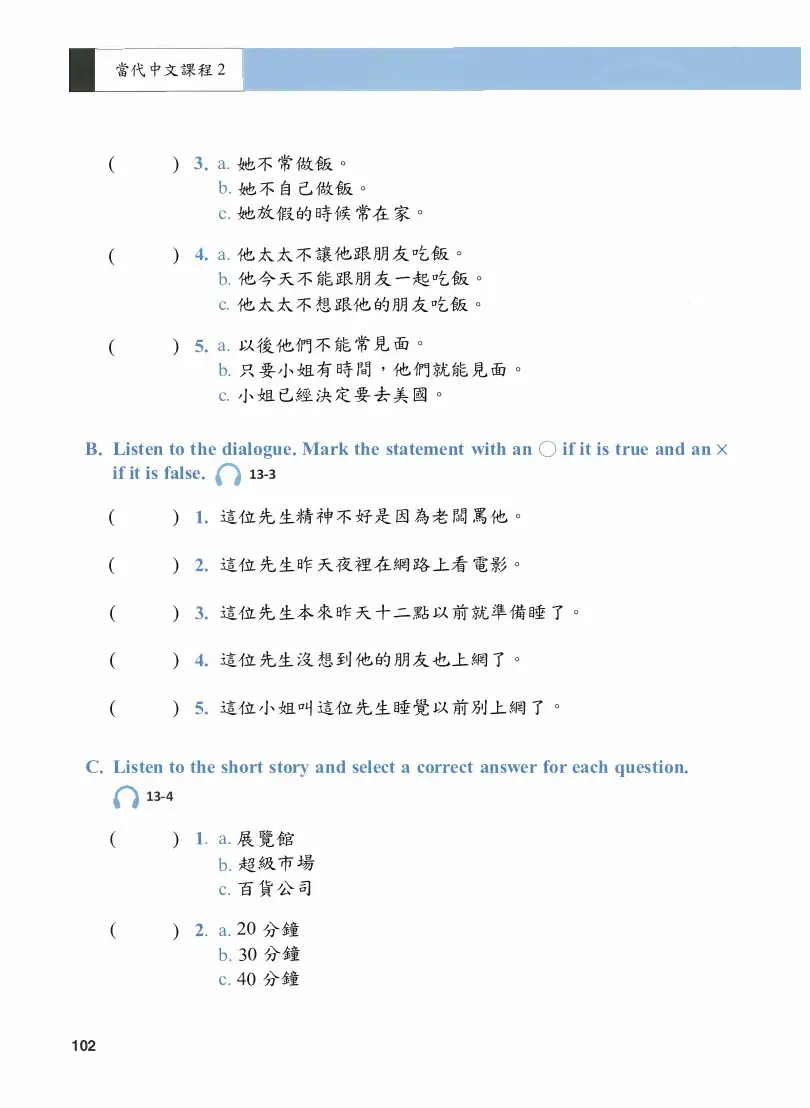 當代中文課程 2
( ) 3. a. 她不常做飯。
b. 她不自己做飯。
c. 她放假的時候常在家。
( ) 4. a. 他太太不讓他跟朋友吃飯。
b. 他今天不能跟朋友一起吃飯。
c. 他太太不想跟他的朋友吃飯。
( ) 5. a. 以後他們不能常見面。
b. 只要小姐有時間，他們就能見面。
c. 小姐已經決定要去美國。
B. Listen to the dialogue. Mark the statement with an ○ if it is true and an ×
if it is false. 13-3
( ) 1. 這位先生精神不好是因為老闆罵他。
( ) 2. 這位先生昨天夜裡在網路上看電影。
( ) 3. 這位先生本來昨天十二點以前就準備睡了。
( ) 4. 這位先生沒想到他的朋友也上網了。
( ) 5. 這位小姐叫這位先生睡覺以前別上網了。
C. Listen to the short story and select a correct answer for each question.
13-4
( ) 1. a. 展覽館
b. 超級市場
c. 百貨公司
( ) 2. a. 20 分鐘
b. 30 分鐘
c. 40 分鐘
102